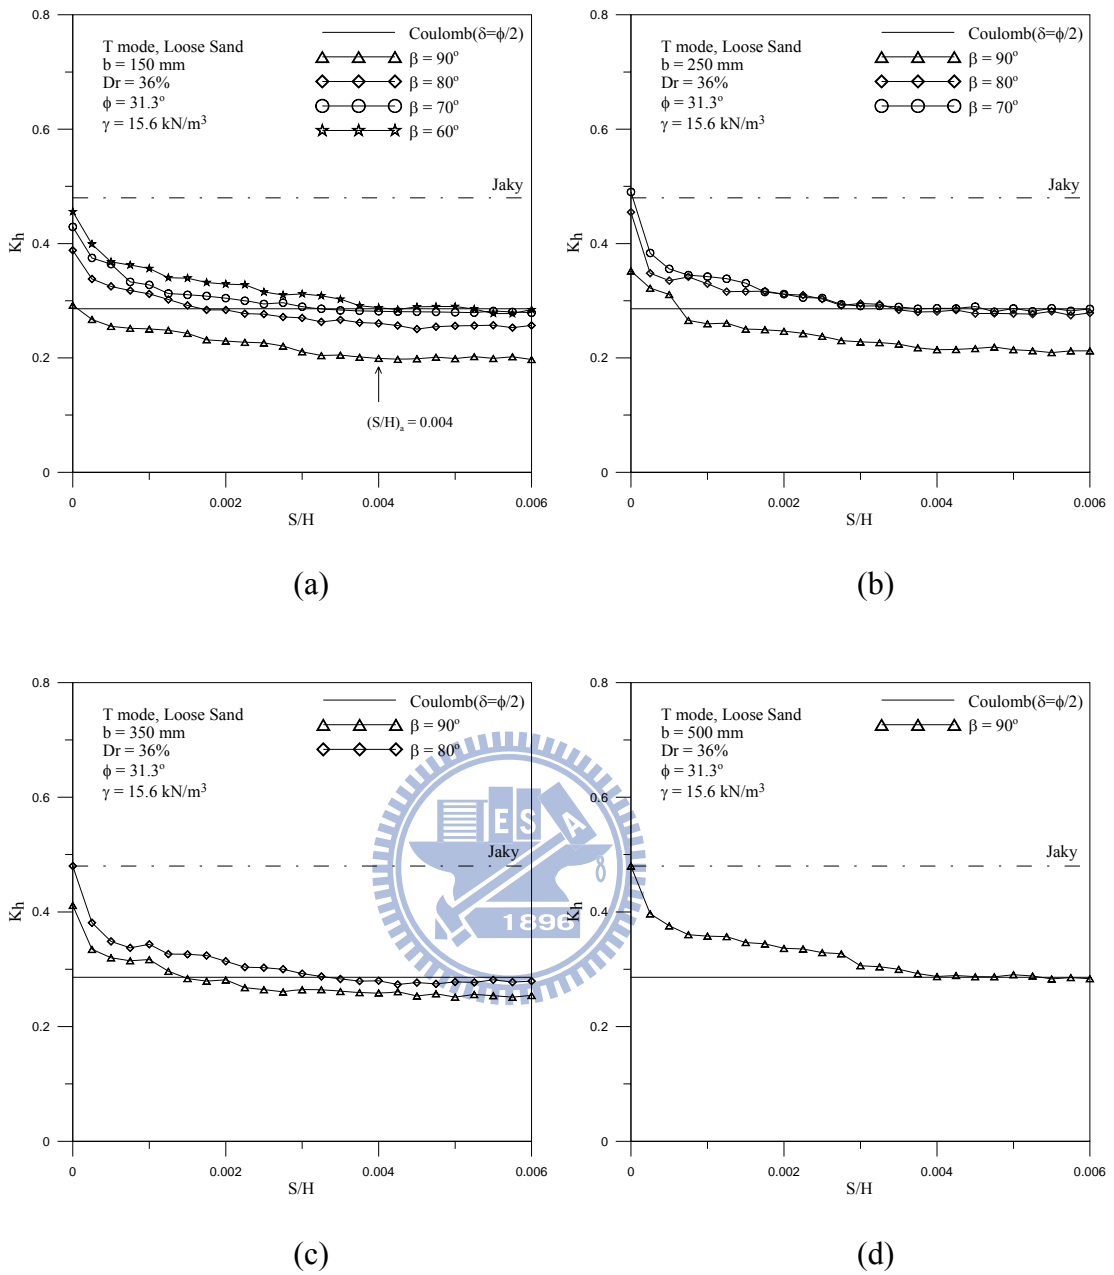 0.8
T mode, Loose Sand
b = 150 mm
Dr = 36%
ϕ = 31.3°
γ = 15.6 kN/m³
Coulomb(δ=ϕ/2)
β = 90°
β = 80°
β = 70°
β = 60°
0.6
Jaky
0.4
Kh
0.2
(S/H)a = 0.004
0
0
0.002
0.004
0.006
S/H
(a)
0.8
T mode, Loose Sand
b = 250 mm
Dr = 36%
ϕ = 31.3°
γ = 15.6 kN/m³
Coulomb(δ=ϕ/2)
β = 90°
β = 80°
β = 70°
0.6
Jaky
0.4
Kh
0.2
0
0
0.002
0.004
0.006
S/H
(b)
0.8
T mode, Loose Sand
b = 350 mm
Dr = 36%
ϕ = 31.3°
γ = 15.6 kN/m³
Coulomb(δ=ϕ/2)
β = 90°
β = 80°
0.6
Jaky
0.4
Kh
0.2
0
0
0.002
0.004
0.006
S/H
(c)
0.8
T mode, Loose Sand
b = 500 mm
Dr = 36%
ϕ = 31.3°
γ = 15.6 kN/m³
Coulomb(δ=ϕ/2)
β = 90°
0.6
Jaky
0.4
Kh
0.2
0
0
0.002
0.004
0.006
S/H
(d)
E S A
1896